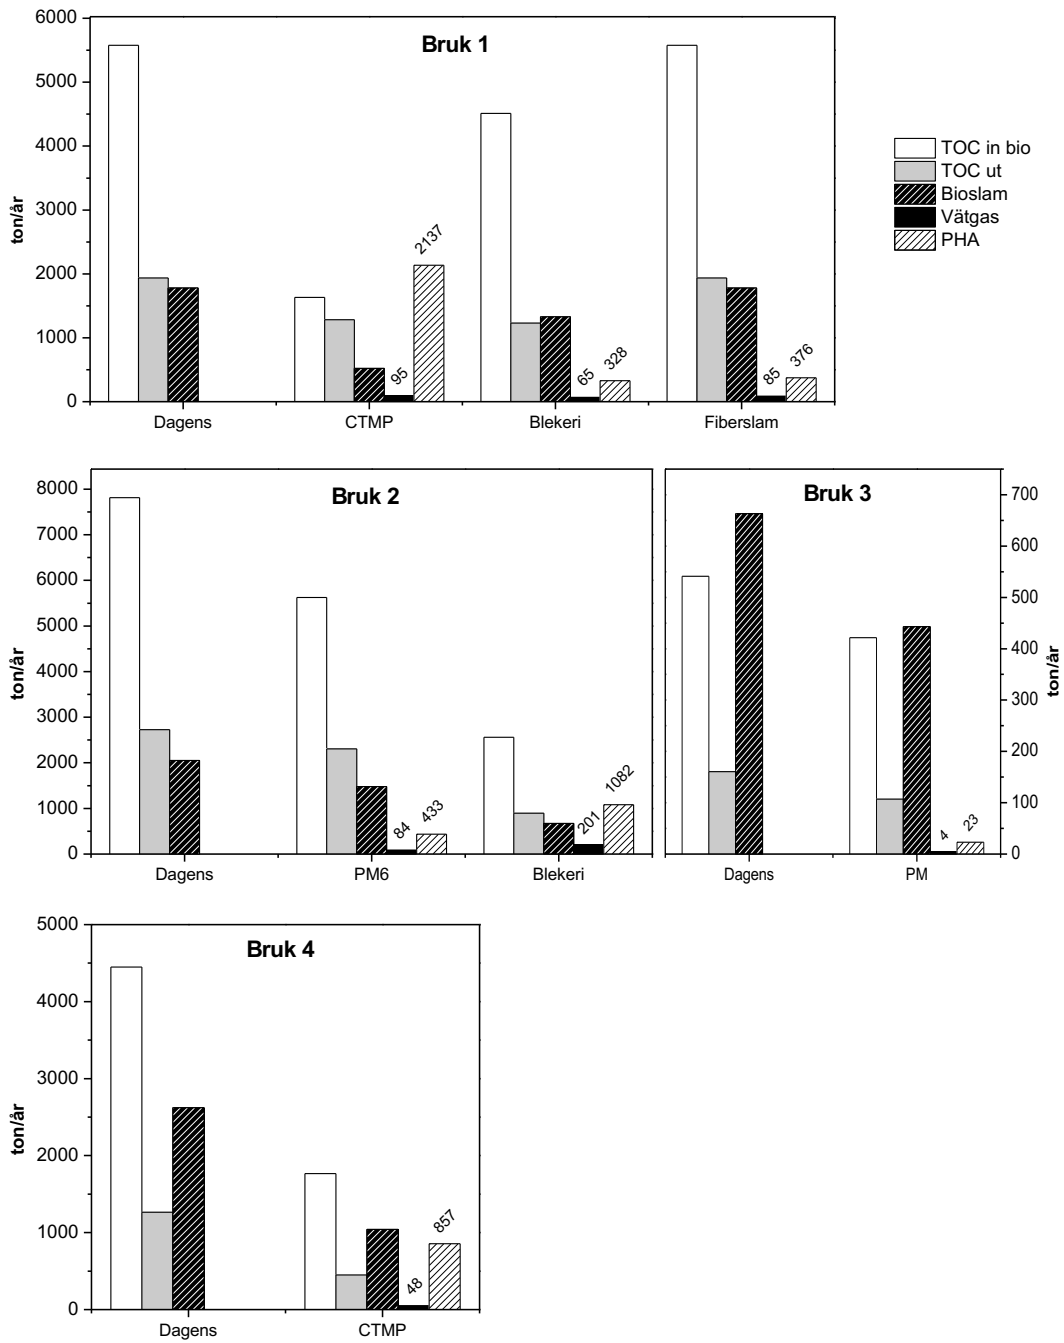 Bruk 1
ton/år
6000
5000
4000
3000
2000
1000
0
2137
95
328
65
376
85
Dagens
CTMP
Blekeri
Fiberslam
TOC in bio
TOC ut
Bioslam
Vätgas
PHA
Bruk 2
ton/år
8000
7000
6000
5000
4000
3000
2000
1000
0
84
433
201
1082
Dagens
PM6
Blekeri
Bruk 3
700
600
500
400
300
200
100
0
ton/år
4
23
Dagens
PM
Bruk 4
ton/år
5000
4000
3000
2000
1000
0
48
857
Dagens
CTMP